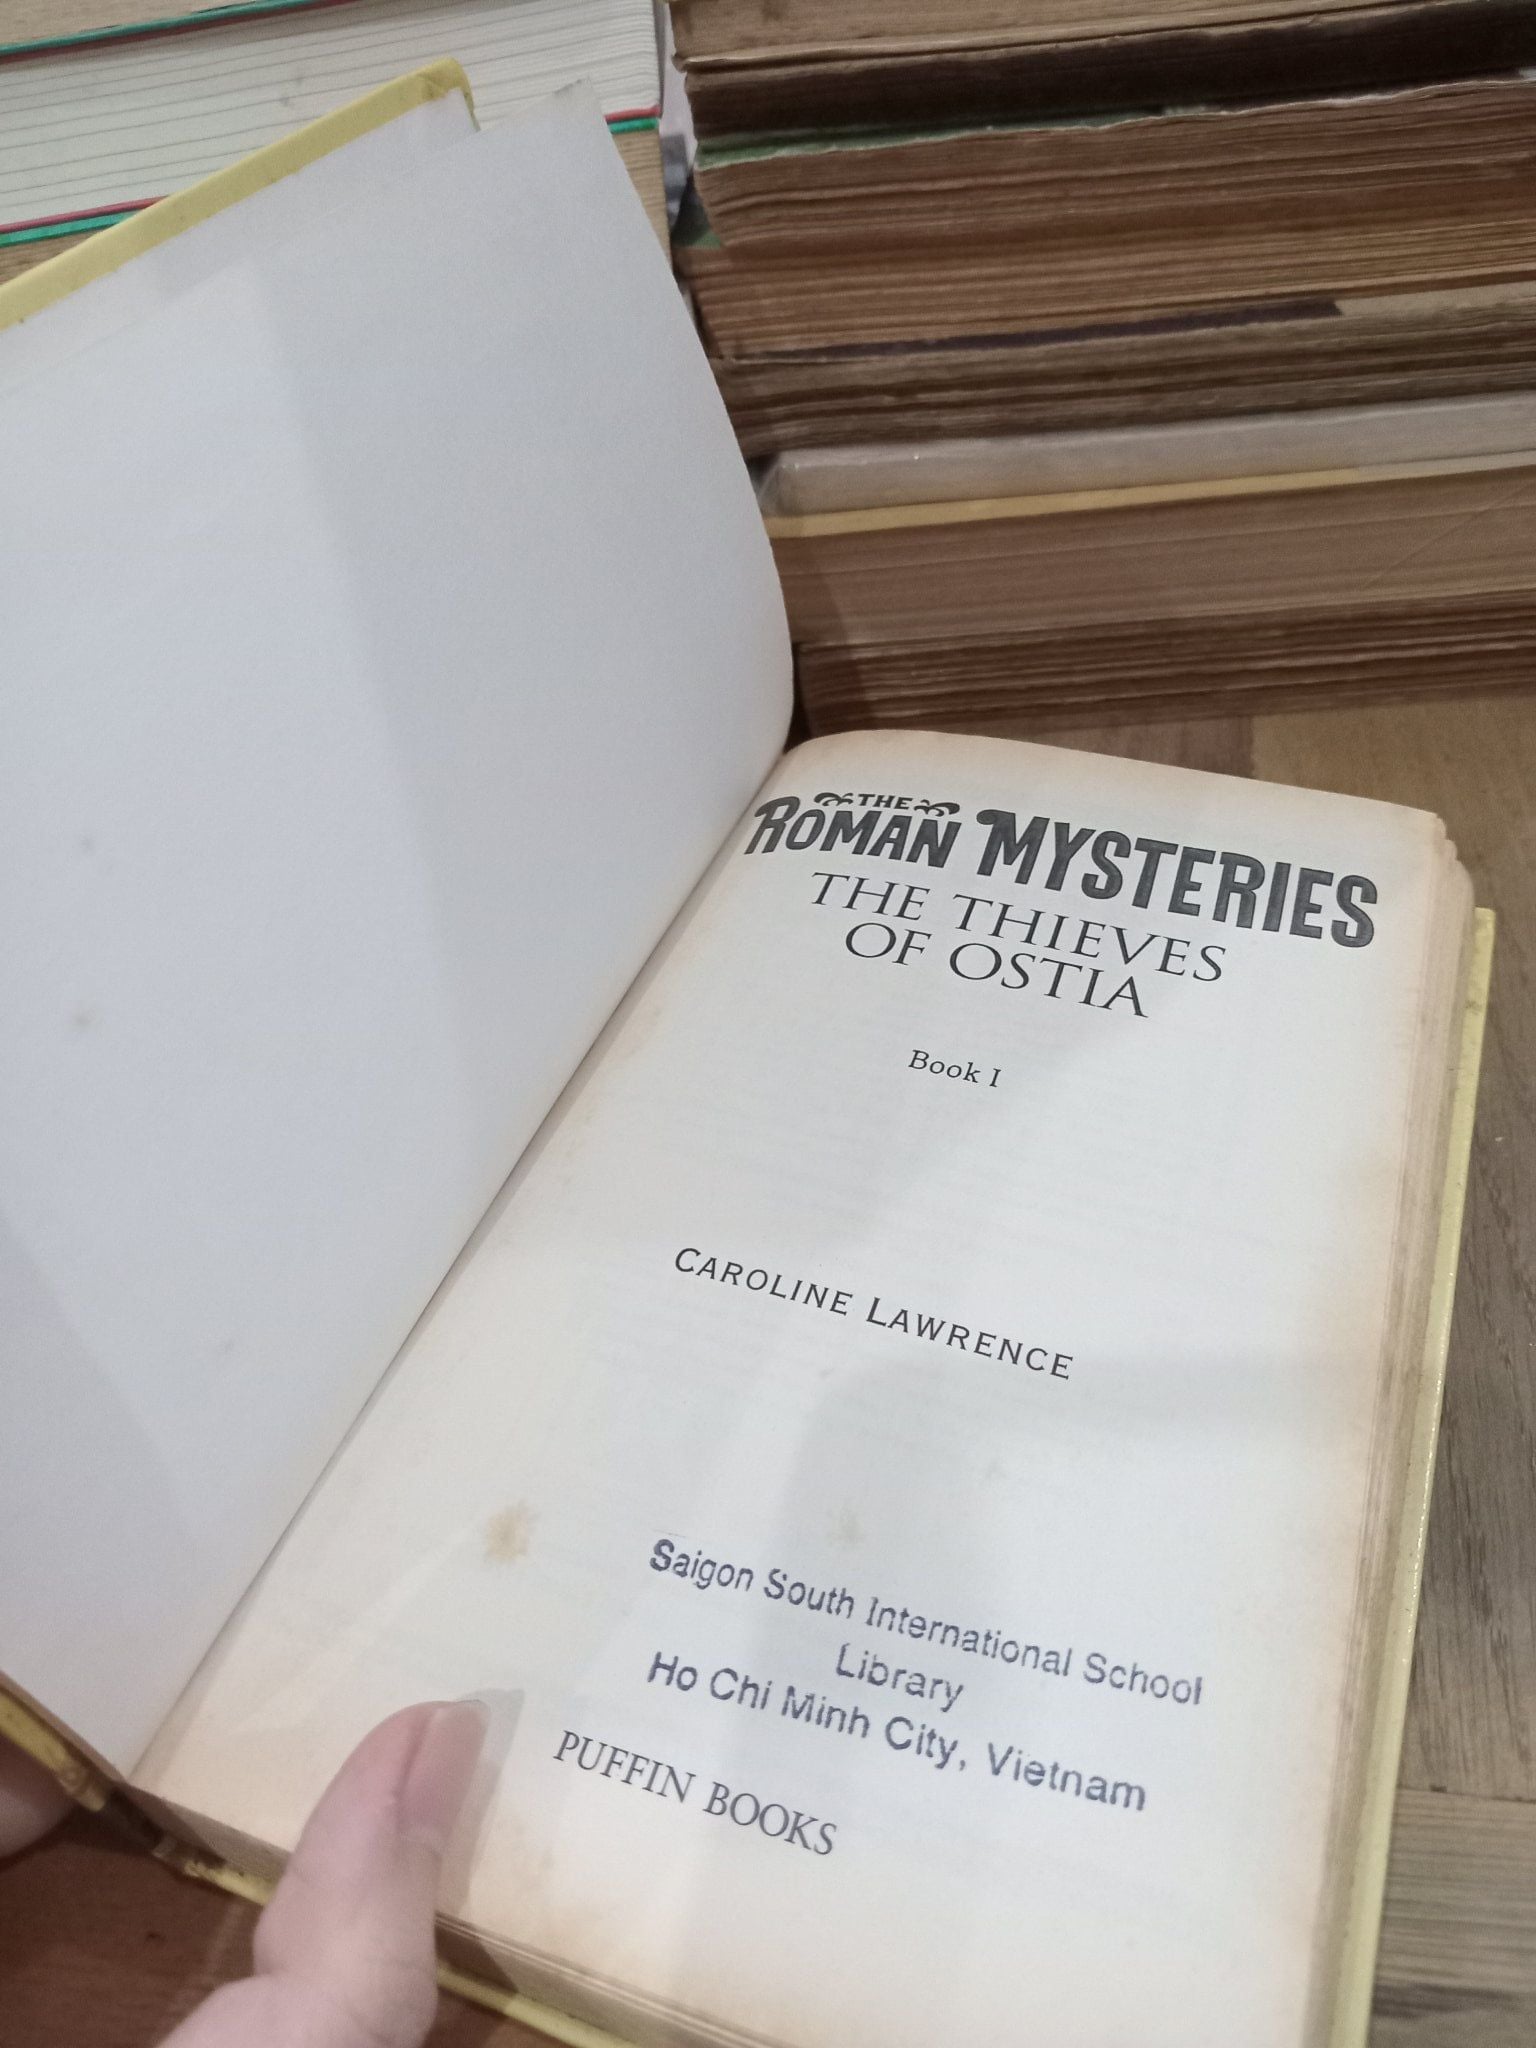 THE
ROMAN MYSTERIES
THE THIEVES
OF OSTIA
Book I
CAROLINE LAWRENCE
Saigon South International School
Library
Ho Chi Minh City, Vietnam
PUFFIN BOOKS